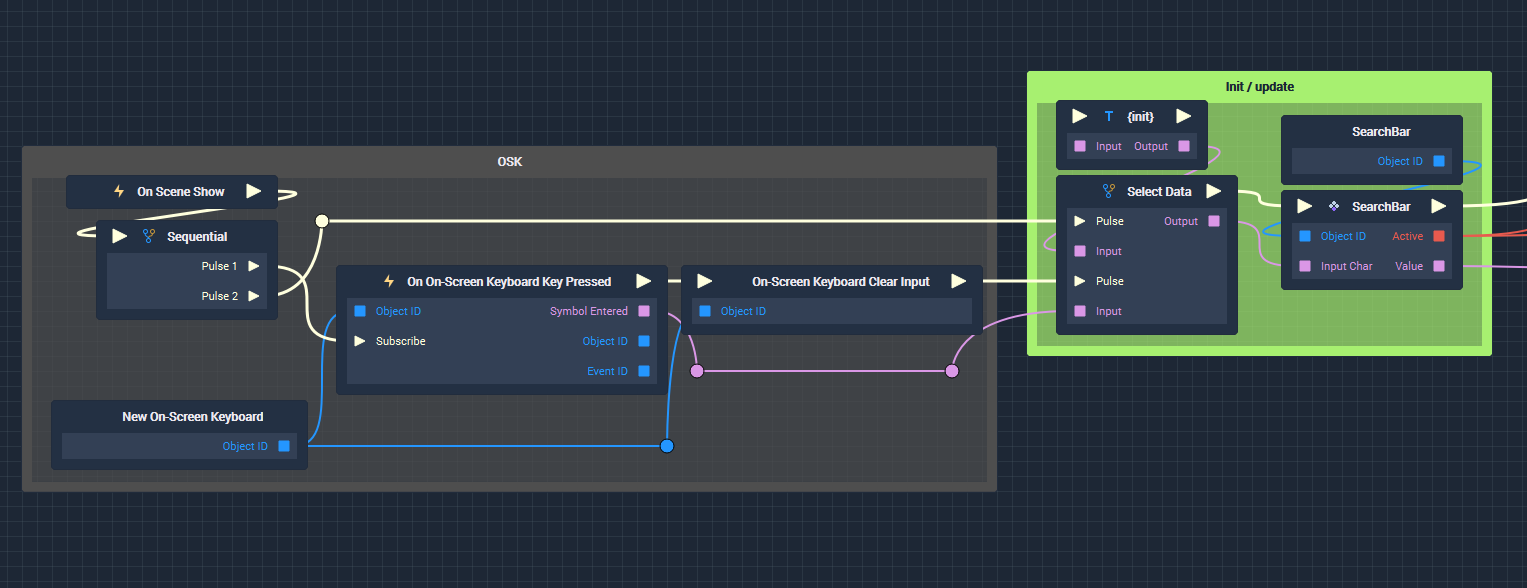 OSK
On Scene Show
Sequential
Pulse 1
Pulse 2
On On-Screen Keyboard Key Pressed
Object ID Symbol Entered
Subscribe Object ID
Event ID
On-Screen Keyboard Clear Input
Object ID
New On-Screen Keyboard
Object ID
Init / update
T {init}
Input Output
Select Data
Pulse Output
Input
Pulse
Input
SearchBar
Object ID
SearchBar
Object ID Active
Input Char Value